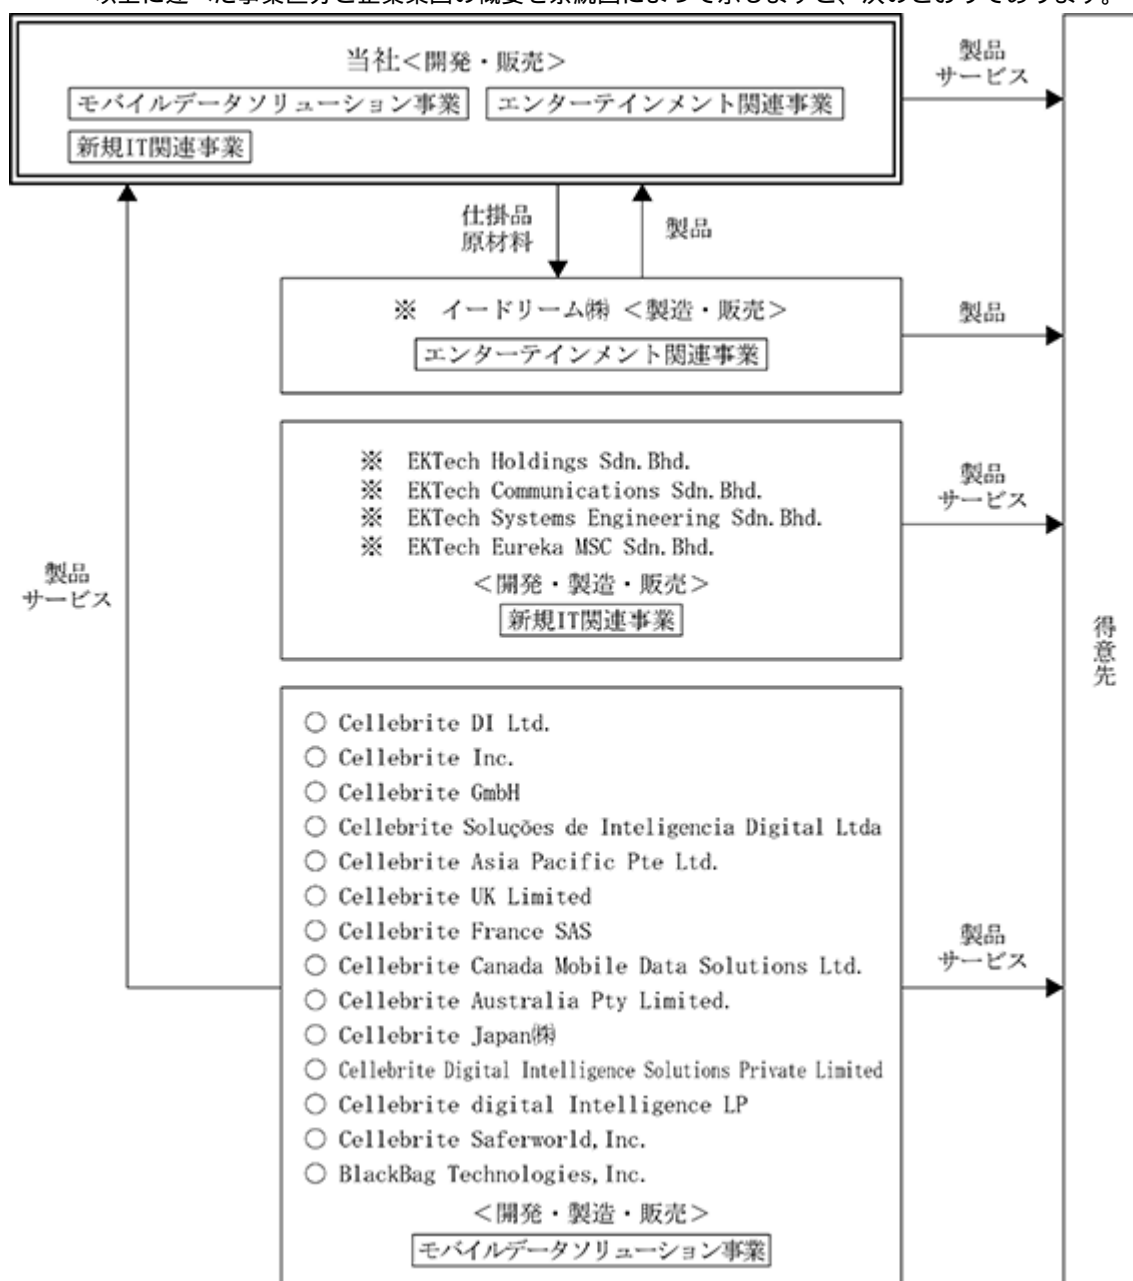 以上に述べた事業区分と企業集団の概要を系統図によって示しますと、次のとおりであります。
当社＜開発・販売＞
モバイルデータソリューション事業 エンターテインメント関連事業
新規IT関連事業
製品
サービス
仕掛品
原材料
製品
※ イードリーム㈱ ＜製造・販売＞
エンターテインメント関連事業
製品
※ EKTech Holdings Sdn.Bhd.
※ EKTech Communications Sdn.Bhd.
※ EKTech Systems Engineering Sdn.Bhd.
※ EKTech Eureka MSC Sdn.Bhd.
＜開発・製造・販売＞
新規IT関連事業
製品
サービス
製品
サービス
得意先
○ Cellebrite DI Ltd.
○ Cellebrite Inc.
○ Cellebrite GmbH
○ Cellebrite Soluções de Inteligencia Digital Ltda
○ Cellebrite Asia Pacific Pte Ltd.
○ Cellebrite UK Limited
○ Cellebrite France SAS
○ Cellebrite Canada Mobile Data Solutions Ltd.
○ Cellebrite Australia Pty Limited.
○ Cellebrite Japan㈱
○ Cellebrite Digital Intelligence Solutions Private Limited
○ Cellebrite digital Intelligence LP
○ Cellebrite Saferworld,Inc.
○ BlackBag Technologies,Inc.
＜開発・製造・販売＞
モバイルデータソリューション事業
製品
サービス